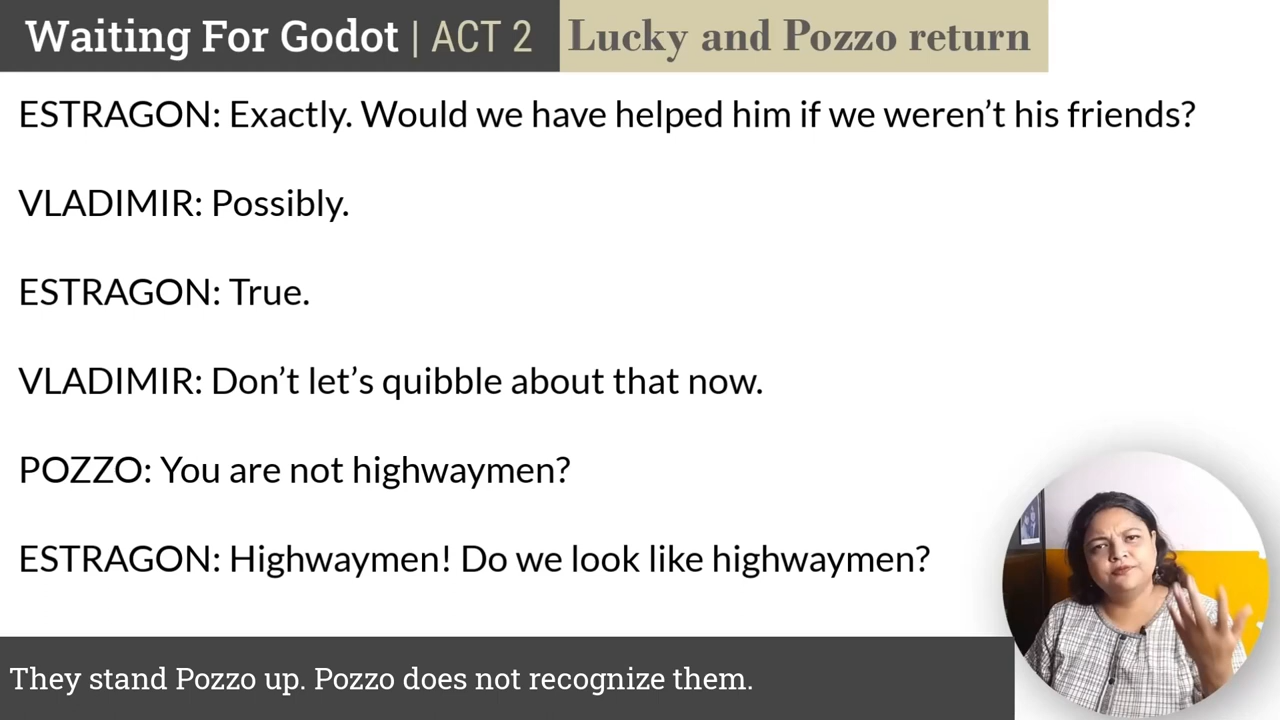 Waiting For Godot | ACT 2 Lucky and Pozzo return
ESTRAGON: Exactly. Would we have helped him if we weren’t his friends?
VLADIMIR: Possibly.
ESTRAGON: True.
VLADIMIR: Don’t let’s quibble about that now.
POZZO: You are not highwaymen?
ESTRAGON: Highwaymen! Do we look like highwaymen?
They stand Pozzo up. Pozzo does not recognize them.